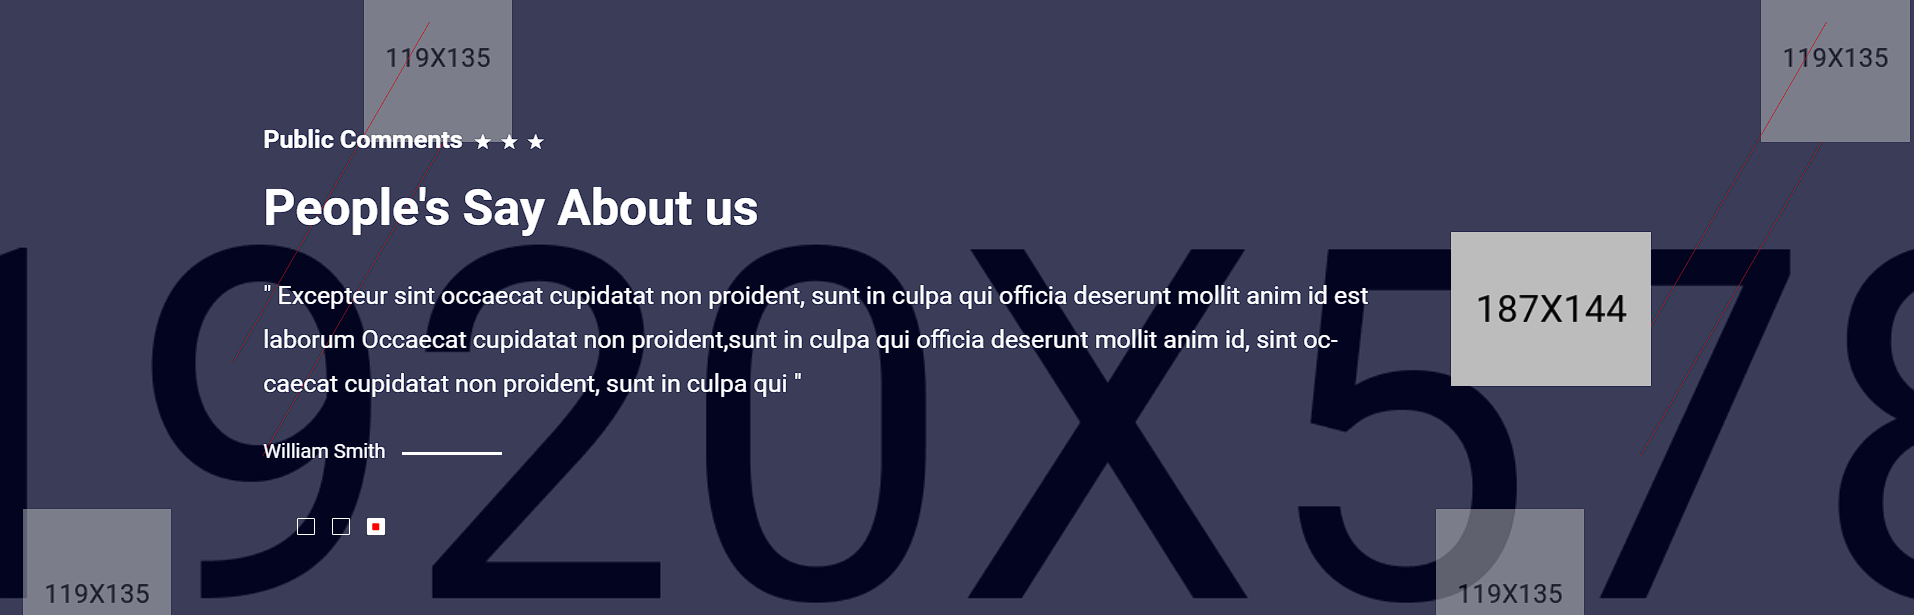 119X135
119X135
Public Comments
People's Say About us
" Excepteur sint occaecat cupidatat non proident, sunt in culpa qui officia deserunt mollit anim id est
laborum Occaecat cupidatat non proident,sunt in culpa qui officia deserunt mollit anim id, sint oc-
caecat cupidatat non proident, sunt in culpa qui "
187X144
1920X578
William Smith
119X135
119X135